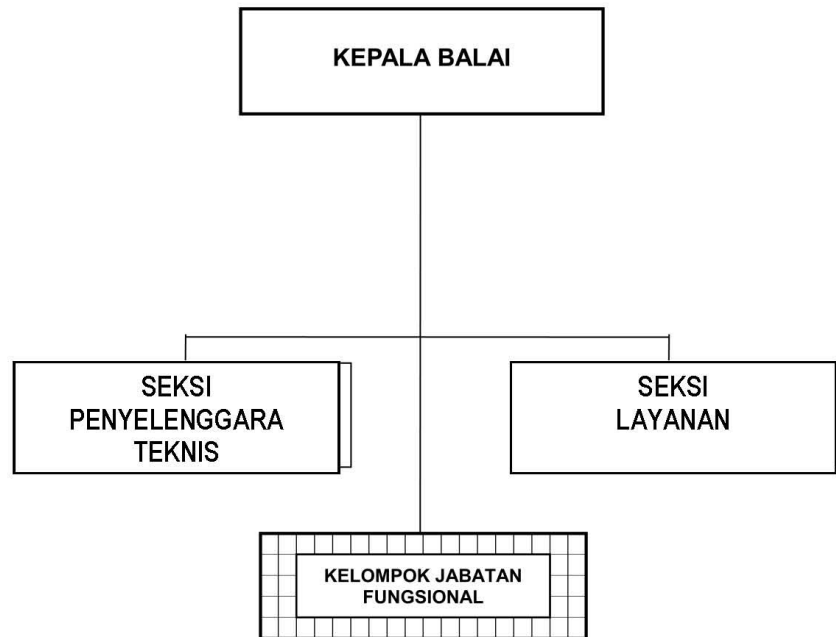 KEPALA BALAI
SEKSI
PENYELENGGARA
TEKNIS
SEKSI
LAYANAN
KELOMPOK JABATAN
FUNGSIONAL